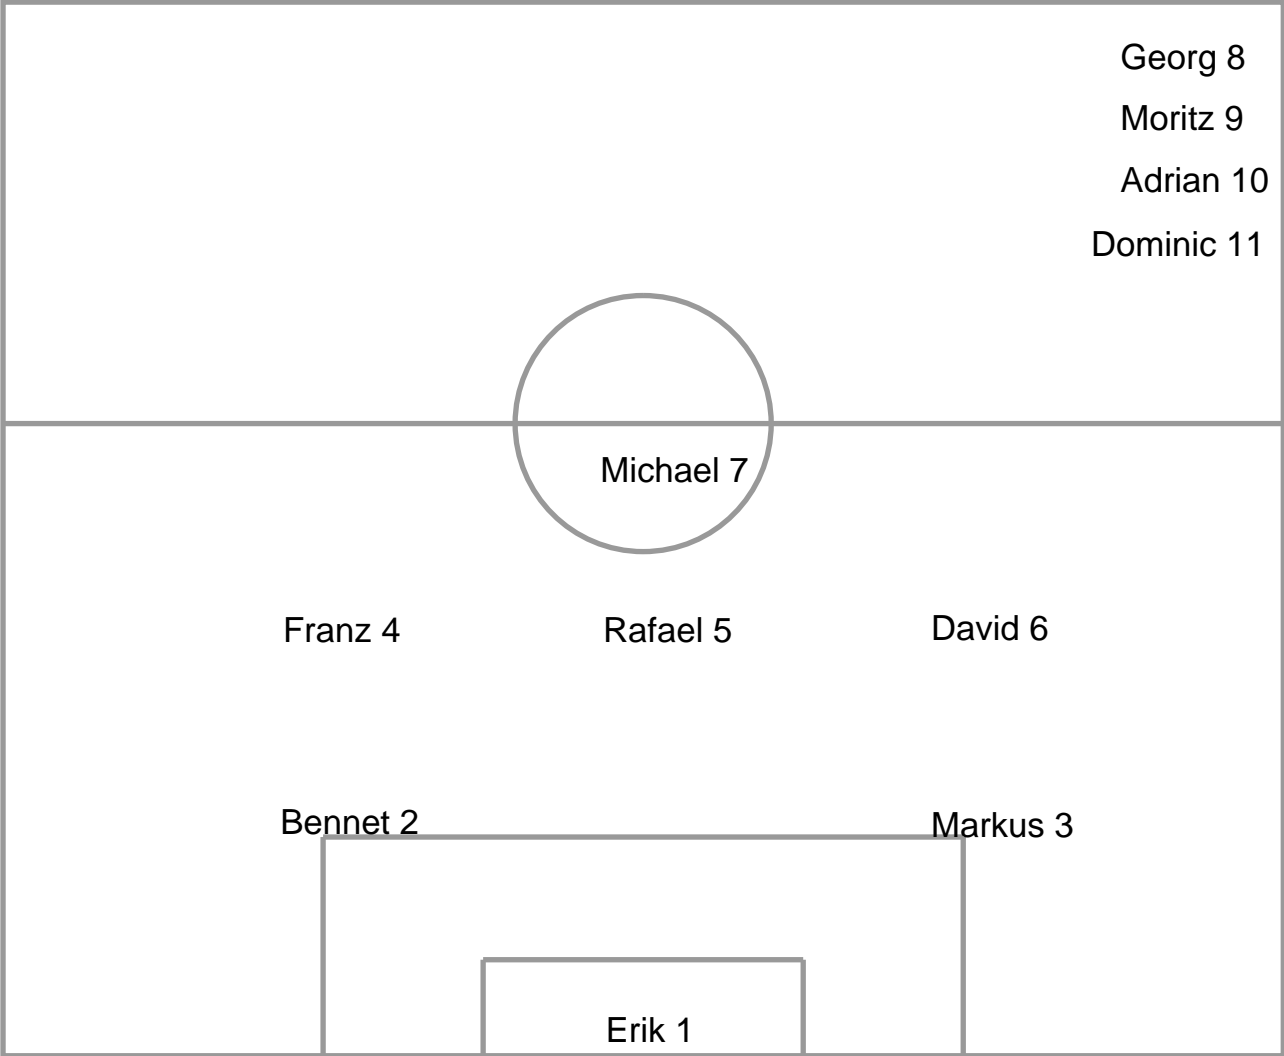 Georg 8
Moritz 9
Adrian 10
Dominic 11
Michael 7
Franz 4
Rafael 5
David 6
Bennet 2
Markus 3
Erik 1